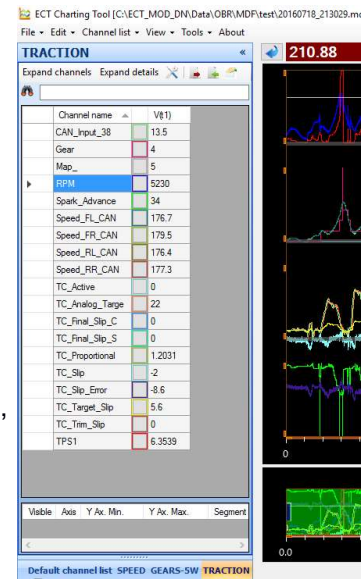 ECT Charting Tool [C:\ECT_MOD_DN\Data\OBR\MDF\test\20160718_213029.md
File Edit Channel list View Tools About
TRACTION «
210.88
Expand channels Expand details
Channel name V(t1)
CAN_Input_38 13.5
Gear 4
Map_ 5
RPM 5230
Spark_Advance 34
Speed_FL_CAN 176.7
Speed_FR_CAN 179.5
Speed_RL_CAN 176.4
Speed_RR_CAN 177.3
TC_Active 0
TC_Analog_Targe 22
TC_Final_Slip_C 0
TC_Final_Slip_S 0
TC_Proportional 1.2031
TC_Slip -2
TC_Slip_Error -8.6
TC_Target_Slip 5.6
TC_Trim_Slip 0
TPS1 6.3539
,
0
Visible Axis Y Ax. Min. Y Ax. Max. Segment
0.0
Default channel list SPEED GEARS-5W TRACTION